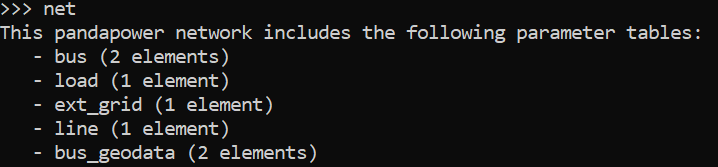 >>> net
This pandapower network includes the following parameter tables:
   - bus (2 elements)
   - load (1 element)
   - ext_grid (1 element)
   - line (1 element)
   - bus_geodata (2 elements)